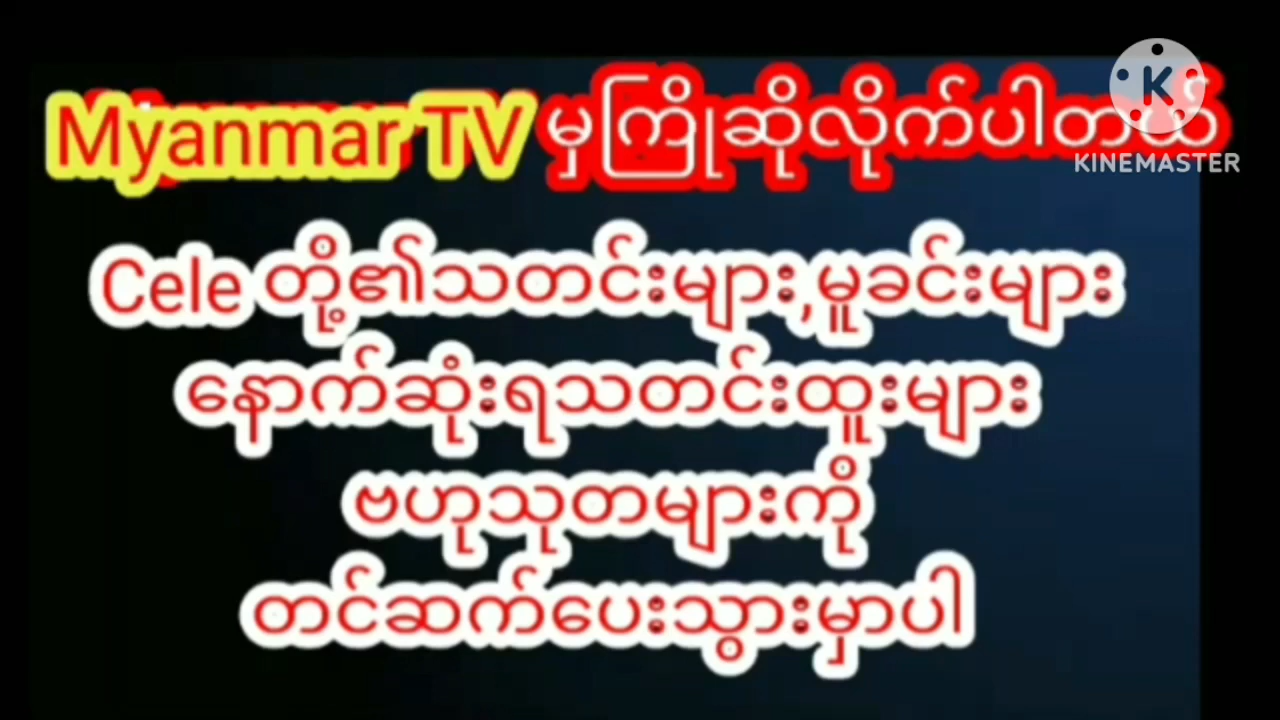 Myanmar TV မှကြိုဆိုလိုက်ပါတယ်
KINEMASTER
Cele တို့၏သတင်းများ,မူခင်းများ
နောက်ဆုံးရသတင်းထူးများ
ဗဟုသုတများကို
တင်ဆက်ပေးသွားမှာပါ